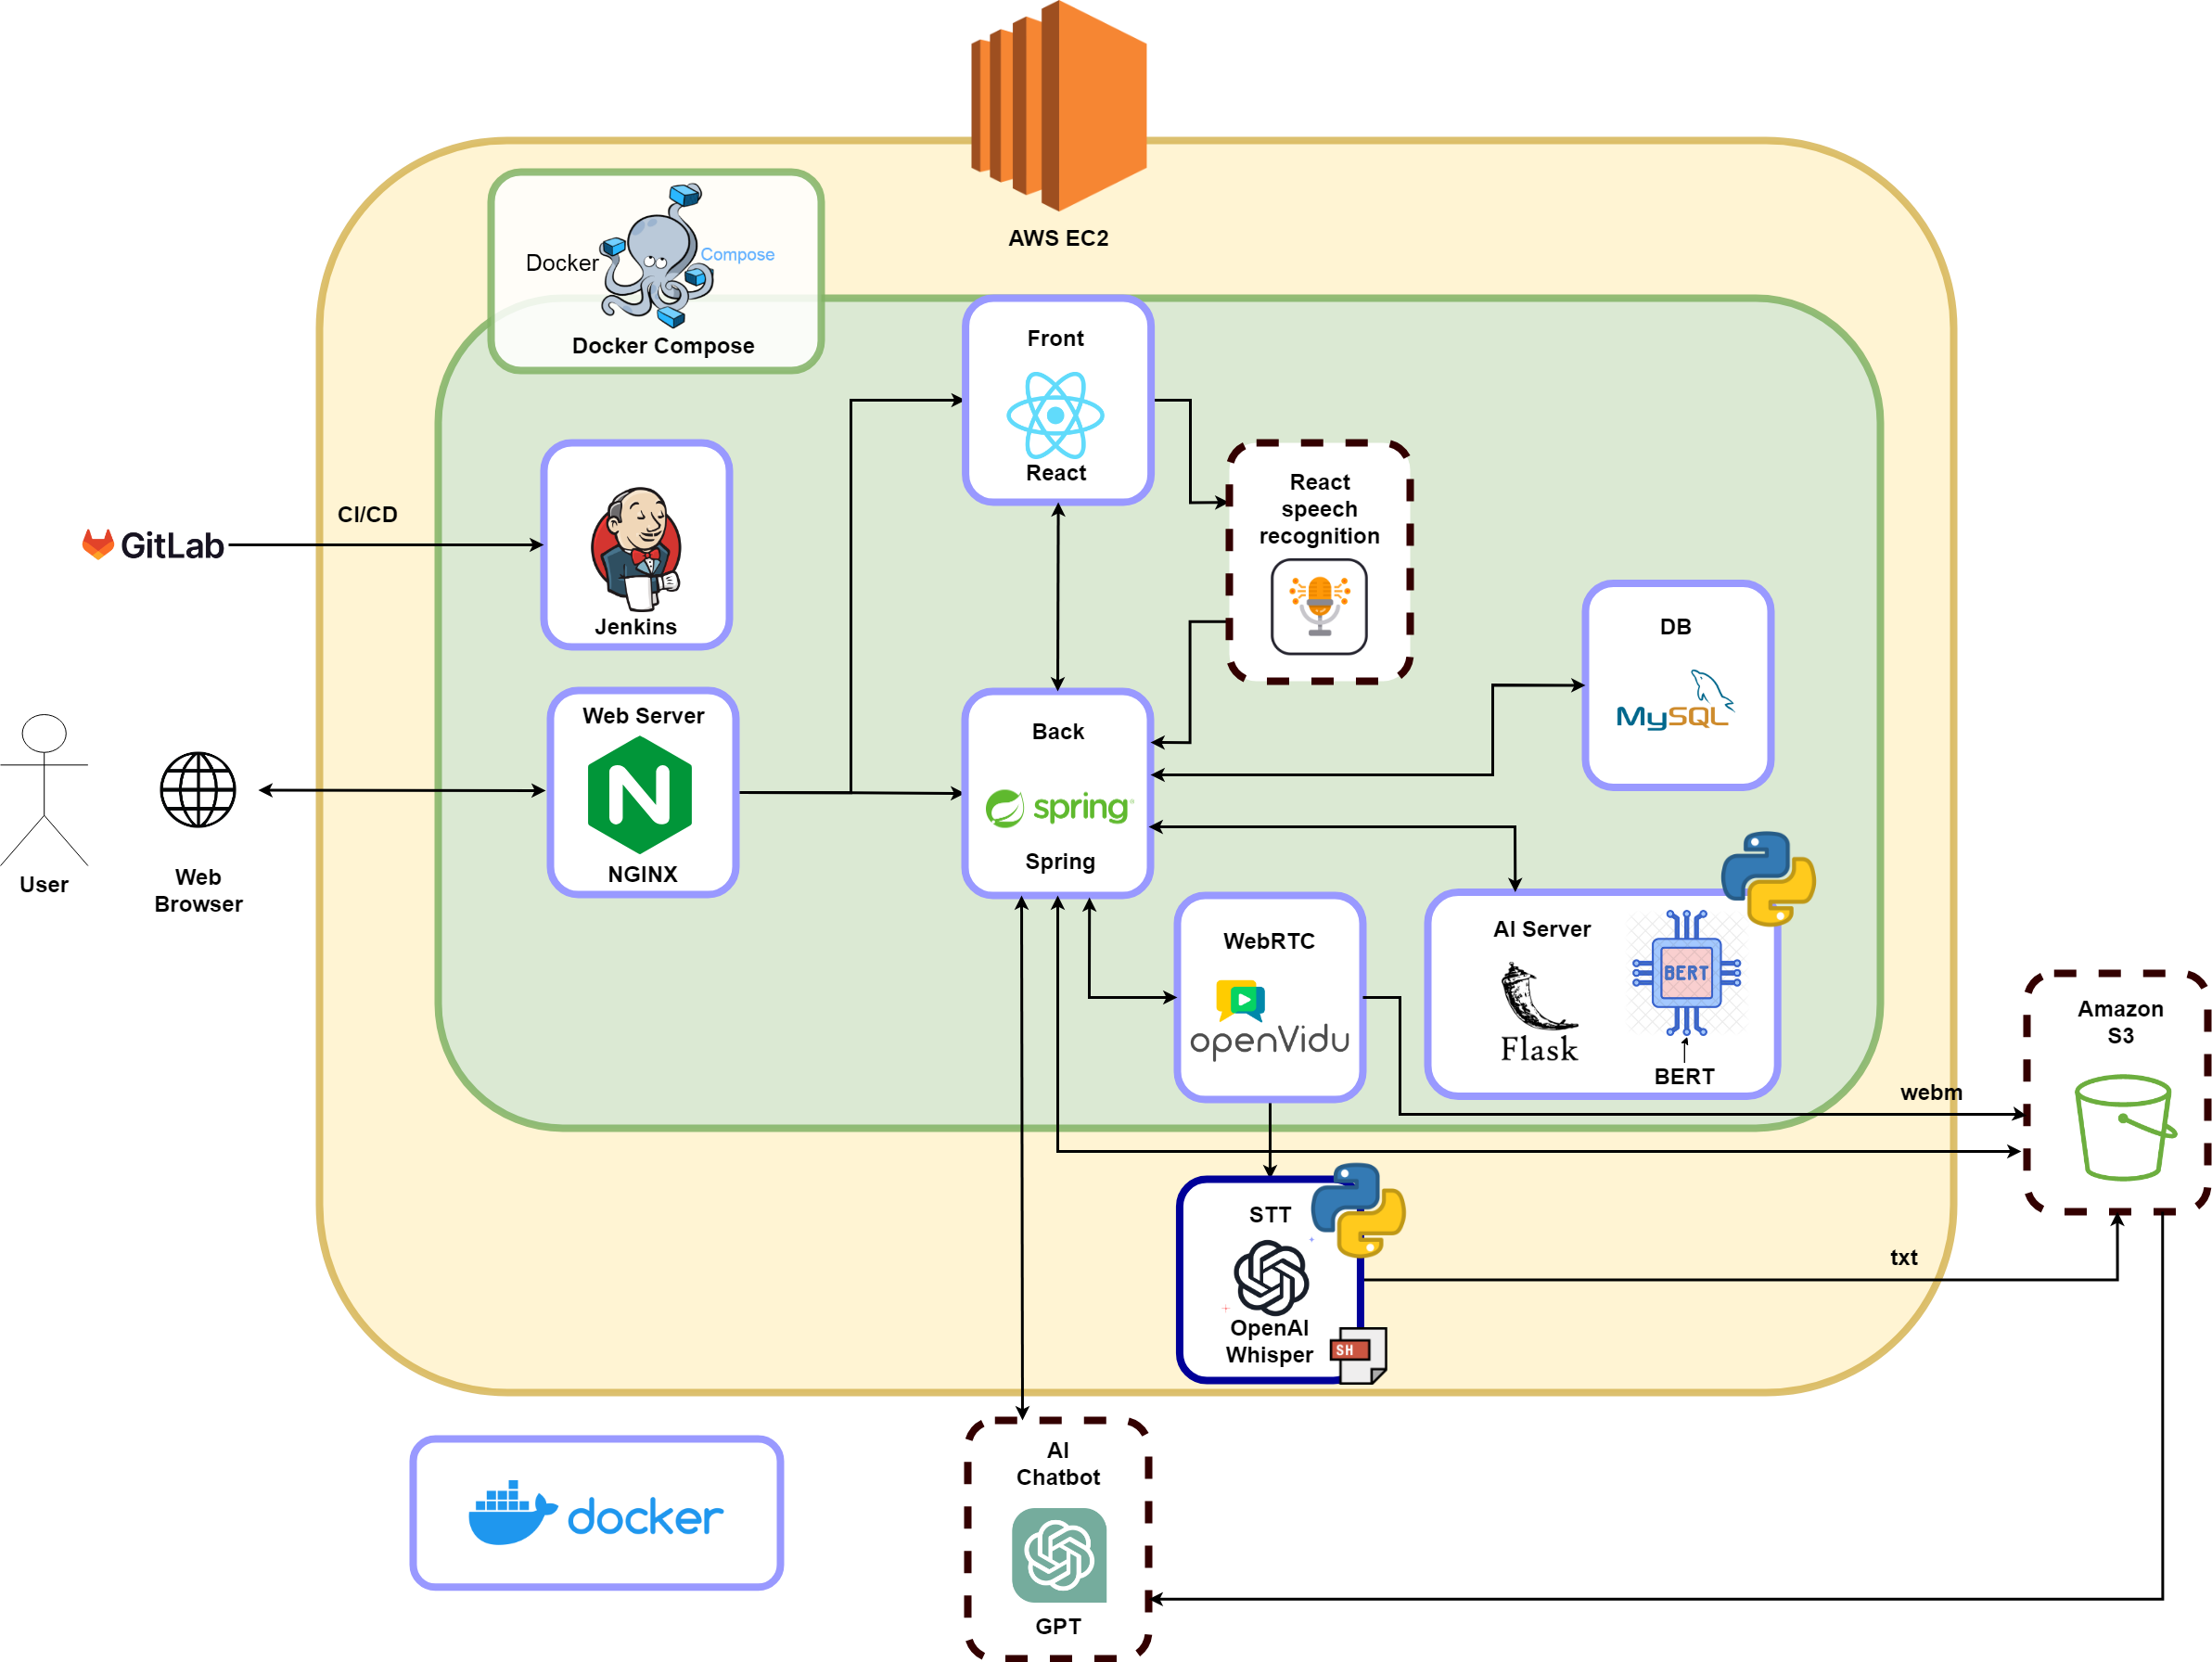 AWS EC2
Docker
Compose
Docker Compose
Front
React
CI/CD
GitLab
Jenkins
React
speech
recognition
DB
MySQL
Web Server
NGINX
User
Web
Browser
Back
spring
Spring
WebRTC
openVidu
AI Server
Flask
BERT
BERT
Amazon
S3
webm
STT
OpenAI
Whisper
SH
txt
docker
AI
Chatbot
GPT